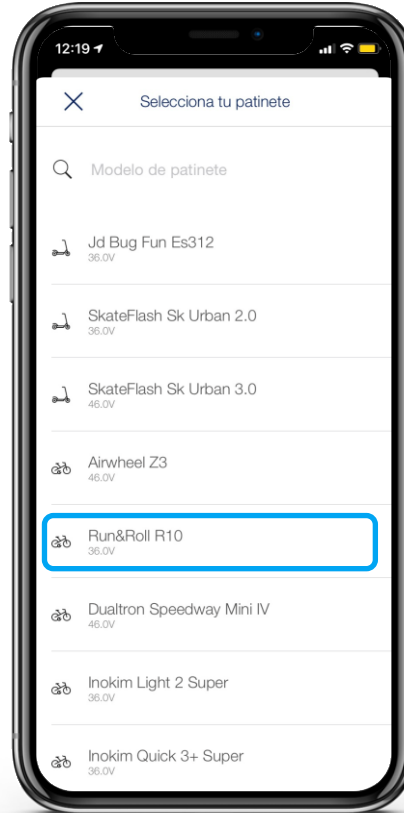 12:19
Selecciona tu patinete
Modelo de patinete
Jd Bug Fun Es312
36.0V
SkateFlash Sk Urban 2.0
36.0V
SkateFlash Sk Urban 3.0
46.0V
Airwheel Z3
46.0V
Run&Roll R10
36.0V
Dualtron Speedway Mini IV
46.0V
Inokim Light 2 Super
36.0V
Inokim Quick 3+ Super
36.0V